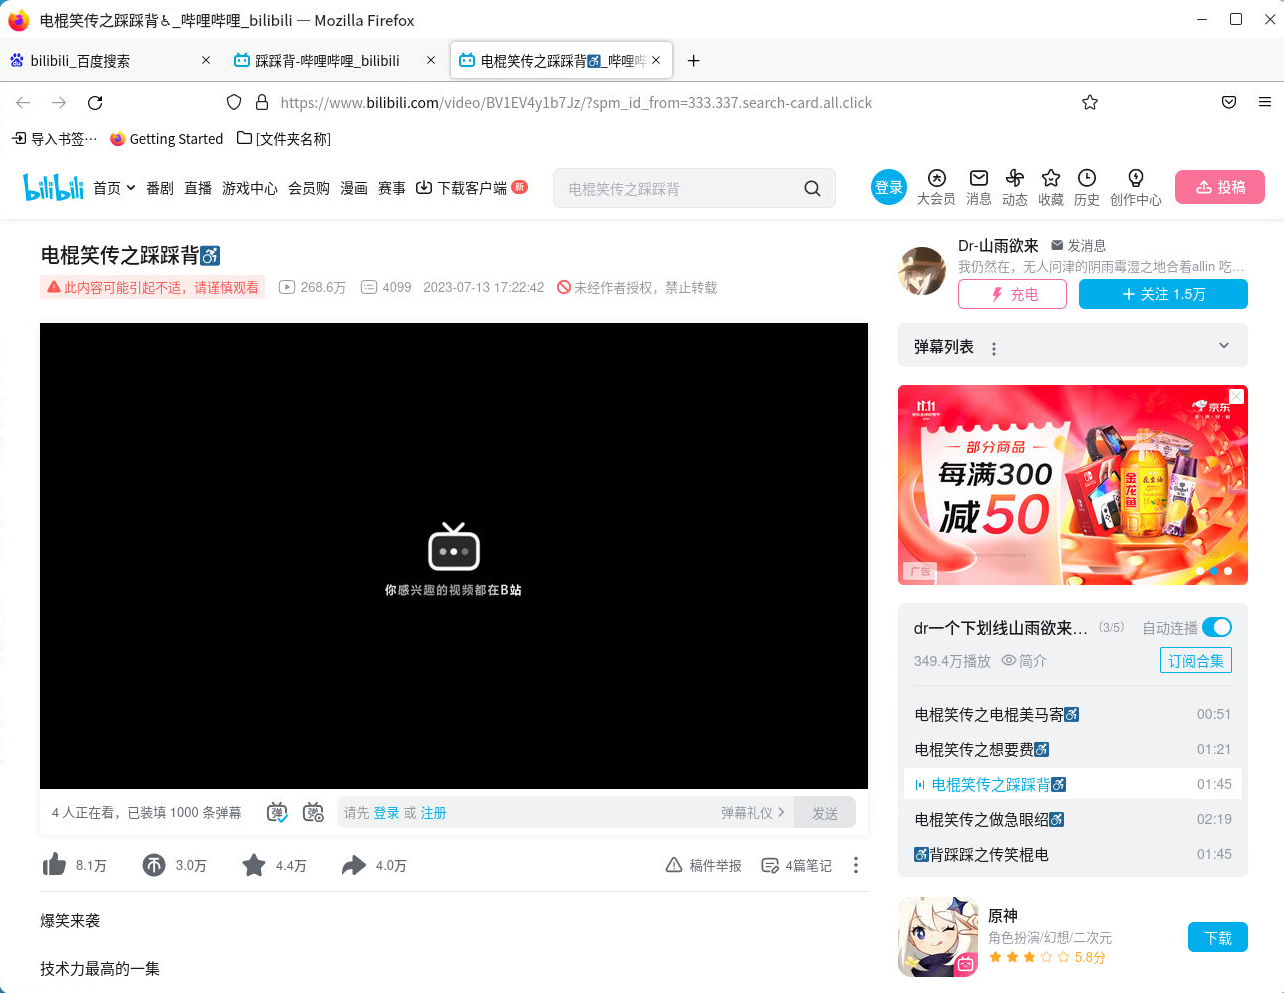 电棍笑传之踩踩背♿_哔哩哔哩_bilibili — Mozilla Firefox
bilibili_百度搜索
踩踩背-哔哩哔哩_bilibili
电棍笑传之踩踩背♿_哔哩哔
https://www.bilibili.com/video/BV1EV4y1b7Jz/?spm_id_from=333.337.search-card.all.click
导入书签… Getting Started [文件夹名称]
bilibili 首页 番剧 直播 游戏中心 会员购 漫画 赛事 下载客户端 新
电棍笑传之踩踩背
登录 大会员 消息 动态 收藏 历史 创作中心 投稿
电棍笑传之踩踩背♿
此内容可能引起不适，请谨慎观看 268.6万 4099 2023-07-13 17:22:42 未经作者授权，禁止转载
你感兴趣的视频都在B站
4 人正在看，已装填 1000 条弹幕 弹 弹 请先 登录 或 注册 弹幕礼仪 发送
8.1万 3.0万 4.4万 4.0万 稿件举报 4篇笔记
爆笑来袭
技术力最高的一集
Dr-山雨欲来 发消息
我仍然在，无人问津的阴雨霉湿之地合着allin 吃…
充电 关注 1.5万
弹幕列表
11.11
京东
部分商品
每满300
减50
金龙鱼
广告
dr一个下划线山雨欲来… （3/5） 自动连播
349.4万播放 简介 订阅合集
电棍笑传之电棍美马寄♿ 00:51
电棍笑传之想要费♿ 01:21
电棍笑传之踩踩背♿ 01:45
电棍笑传之做急眼绍♿ 02:19
♿背踩踩之传笑棍电 01:45
原神
角色扮演/幻想/二次元
5.8分
下载